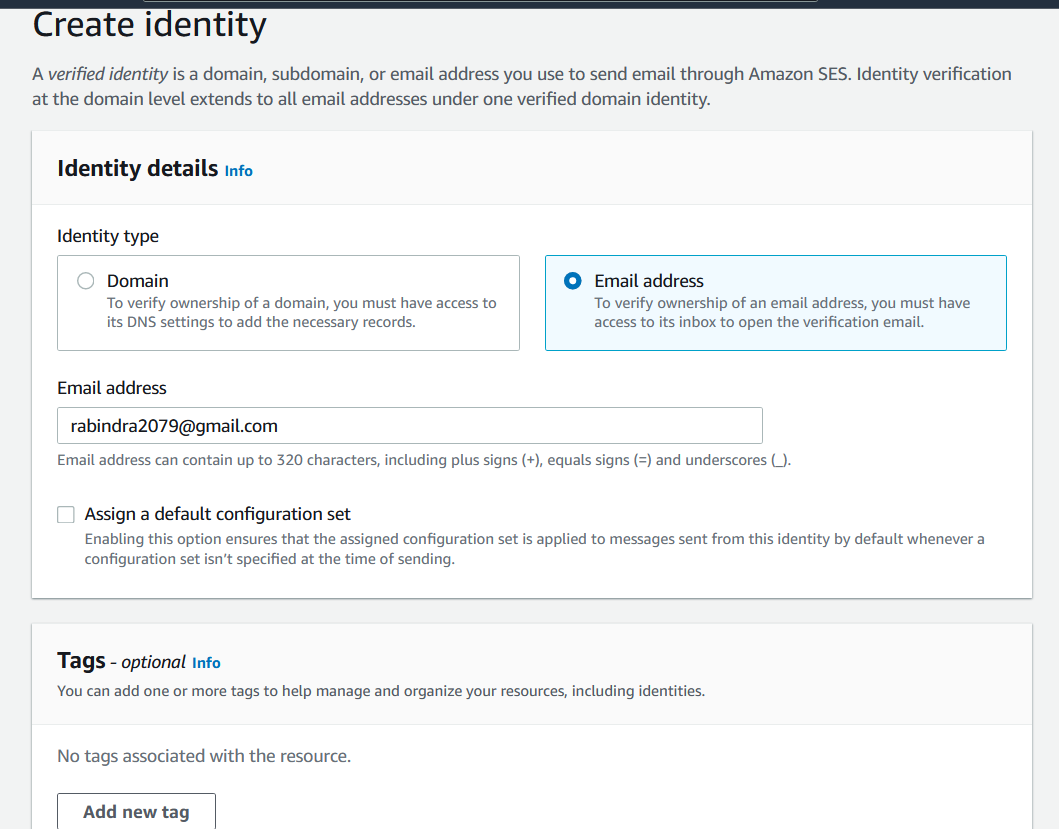 Create identity
A verified identity is a domain, subdomain, or email address you use to send email through Amazon SES. Identity verification
at the domain level extends to all email addresses under one verified domain identity.
Identity details Info
Identity type
Domain
To verify ownership of a domain, you must have access to
its DNS settings to add the necessary records.
Email address
To verify ownership of an email address, you must have
access to its inbox to open the verification email.
Email address
rabindra2079@gmail.com
Email address can contain up to 320 characters, including plus signs (+), equals signs (=) and underscores (_).
Assign a default configuration set
Enabling this option ensures that the assigned configuration set is applied to messages sent from this identity by default whenever a
configuration set isn't specified at the time of sending.
Tags - optional Info
You can add one or more tags to help manage and organize your resources, including identities.
No tags associated with the resource.
Add new tag